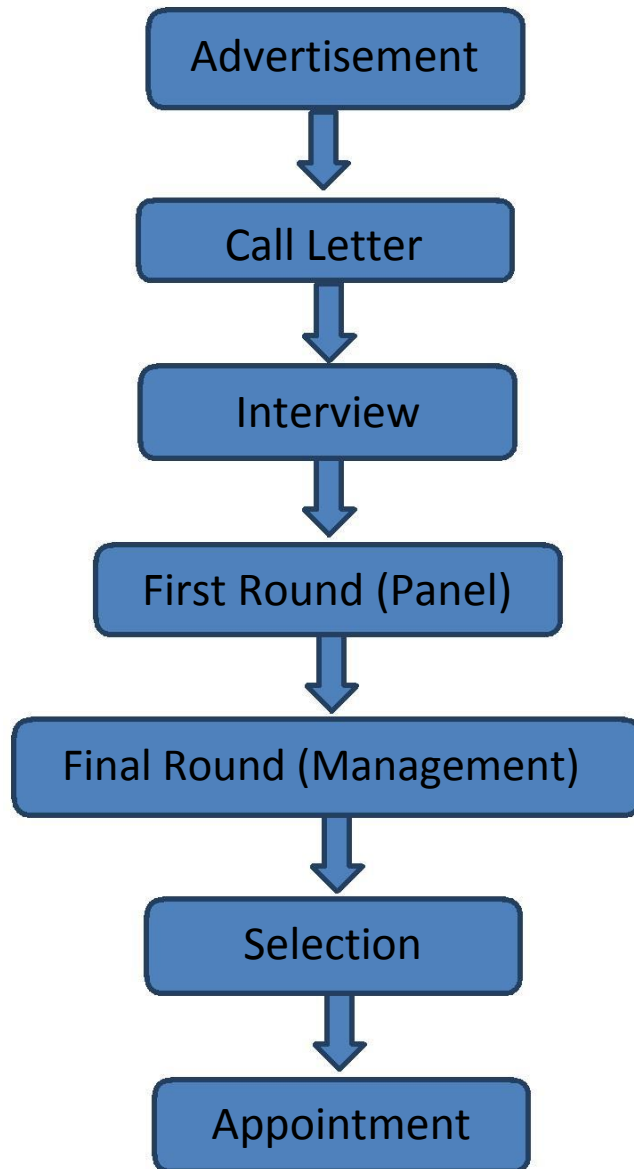 Advertisement
Call Letter
Interview
First Round (Panel)
Final Round (Management)
Selection
Appointment